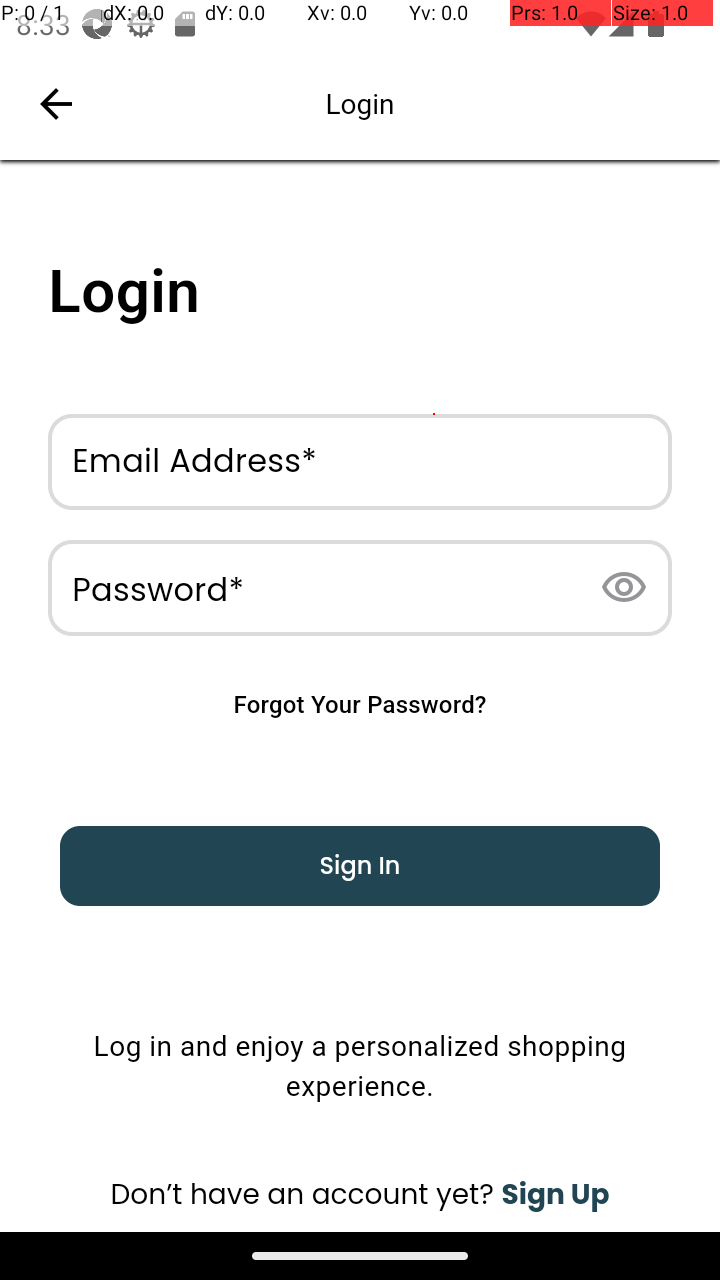 P: 0 / 1 dX: 0.0 dY: 0.0 Xv: 0.0 Yv: 0.0 Prs: 1.0 Size: 1.0
8:33
Login
Login
Email Address*
Password*
Forgot Your Password?
Sign In
Log in and enjoy a personalized shopping
experience.
Don’t have an account yet? Sign Up